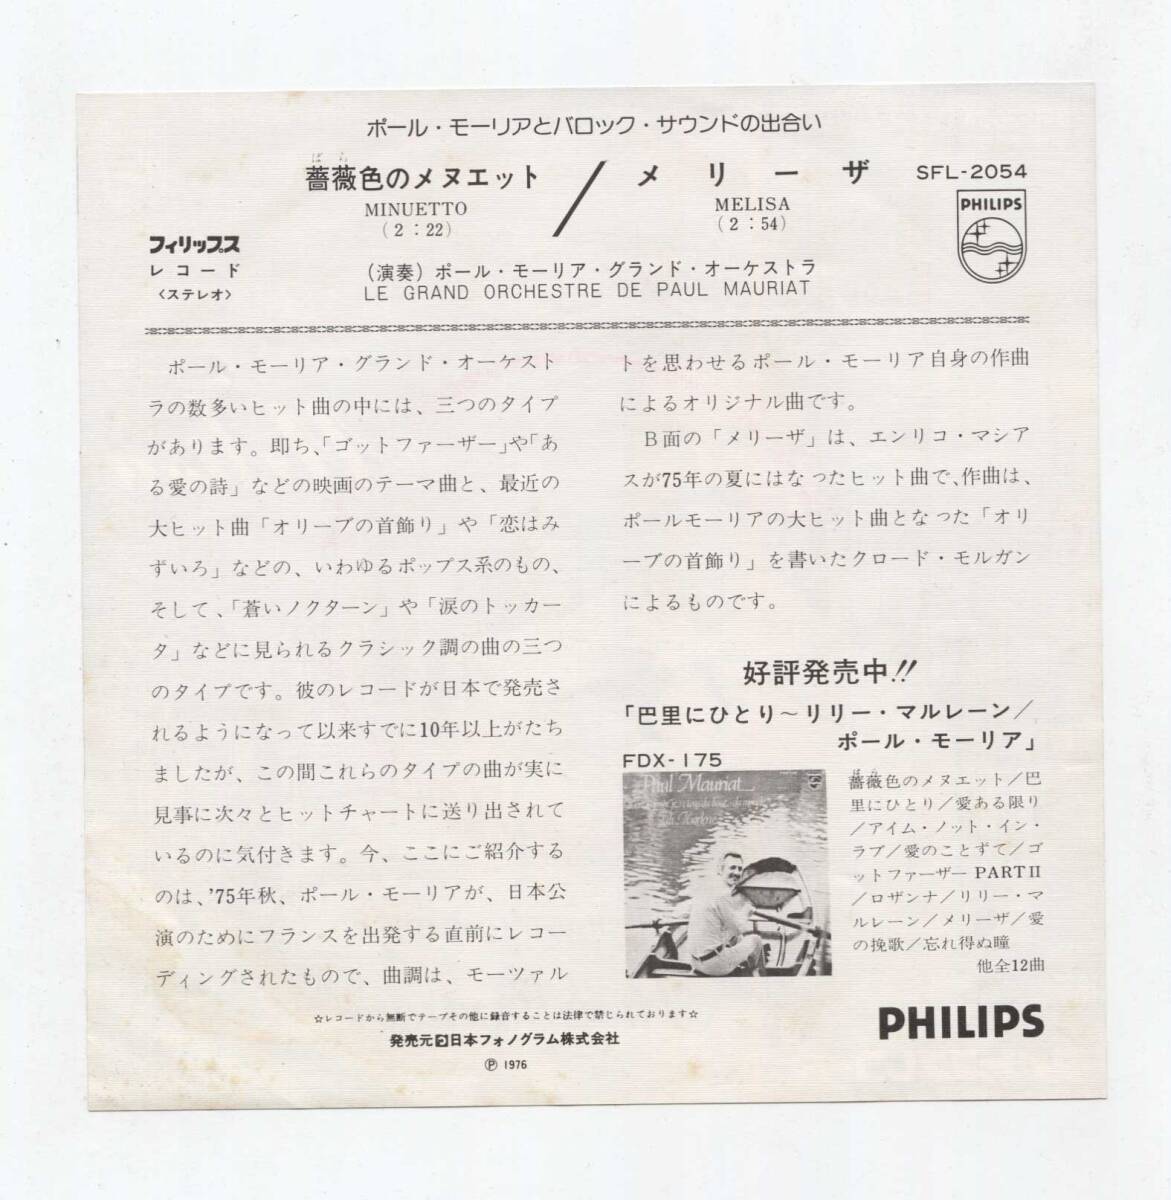 ポール・モーリアとバロック・サウンドの出合い
ばら
薔薇色のメヌエット／メリーザ
MINUETTO
(2：22)
MELISA
(2：54)
SFL-2054
PHILIPS
フィリップス
レコード
〈ステレオ〉
(演奏) ポール・モーリア・グランド・オーケストラ
LE GRAND ORCHESTRE DE PAUL MAURIAT
ポール・モーリア・グランド・オーケスト
ラの数多いヒット曲の中には、三つのタイプ
があります。即ち、「ゴットファーザー」や「あ
る愛の詩」などの映画のテーマ曲と、最近の
大ヒット曲「オリーブの首飾り」や「恋はみ
ずいろ」などの、いわゆるポップス系のもの、
そして、「蒼いノクターン」や「涙のトッカー
タ」などに見られるクラシック調の曲の三つ
のタイプです。彼のレコードが日本で発売さ
れるようになって以来すでに10年以上がたち
ましたが、この間これらのタイプの曲が実に
見事に次々とヒットチャートに送り出されて
いるのに気付きます。今、ここにご紹介する
のは、'75年秋、ポール・モーリアが、日本公
演のためにフランスを出発する直前にレコー
ディングされたもので、曲調は、モーツァル
トを思わせるポール・モーリア自身の作曲
によるオリジナル曲です。
B面の「メリーザ」は、エンリコ・マシア
スが75年の夏にはなったヒット曲で、作曲は、
ポールモーリアの大ヒット曲となった「オリ
ーブの首飾り」を書いたクロード・モルガン
によるものです。
好評発売中!!
「巴里にひとり～リリー・マルレーン／
ポール・モーリア」
FDX-175
Paul Mauriat
ばら
薔薇色のメヌエット／巴
里にひとり／愛ある限り
／アイム・ノット・イン・
ラブ／愛のことずて／ゴ
ットファーザー PARTⅡ
／ロザンナ／リリー・マ
ルレーン／メリーザ／愛
の挽歌／忘れ得ぬ瞳
他全12曲
☆レコードから無断でテープその他に録音することは法律で禁じられております☆
発売元 日本フォノグラム株式会社
Ⓟ 1976
PHILIPS